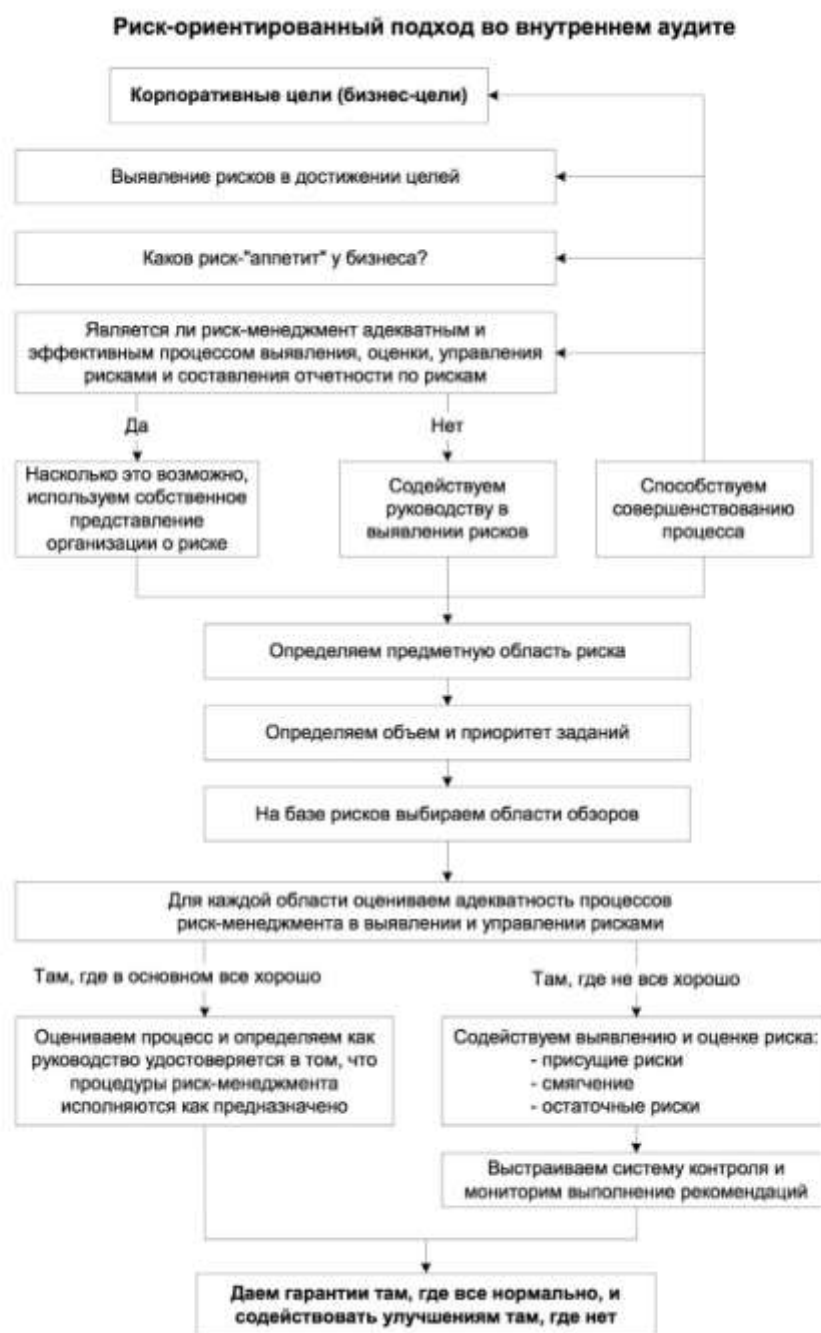 Риск-ориентированный подход во внутреннем аудите
Корпоративные цели (бизнес-цели)
Выявление рисков в достижении целей
Каков риск-"аппетит" у бизнеса?
Является ли риск-менеджмент адекватным и
эффективным процессом выявления, оценки, управления
рисками и составления отчетности по рискам
Да
Нет
Насколько это возможно,
используем собственное
представление
организации о риске
Содействуем
руководству в
выявлении рисков
Способствуем
совершенствованию
процесса
Определяем предметную область риска
Определяем объем и приоритет заданий
На базе рисков выбираем области обзоров
Для каждой области оцениваем адекватность процессов
риск-менеджмента в выявлении и управлении рисками
Там, где в основном все хорошо
Там, где не все хорошо
Оцениваем процесс и определяем как
руководство удостоверяется в том, что
процедуры риск-менеджмента
исполняются как предназначено
Содействуем выявлению и оценке риска:
- присущие риски
- смягчение
- остаточные риски
Выстраиваем систему контроля и
мониторим выполнение рекомендаций
Даем гарантии там, где все нормально, и
содействовать улучшениям там, где нет